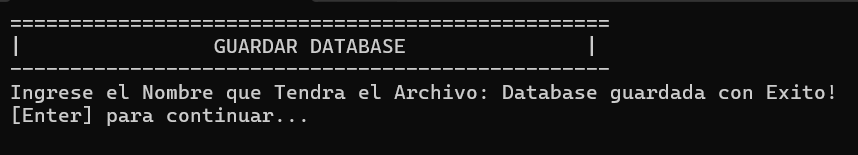 ==================================================
|                GUARDAR DATABASE               |
--------------------------------------------------
Ingrese el Nombre que Tendra el Archivo: Database guardada con Exito!
[Enter] para continuar...